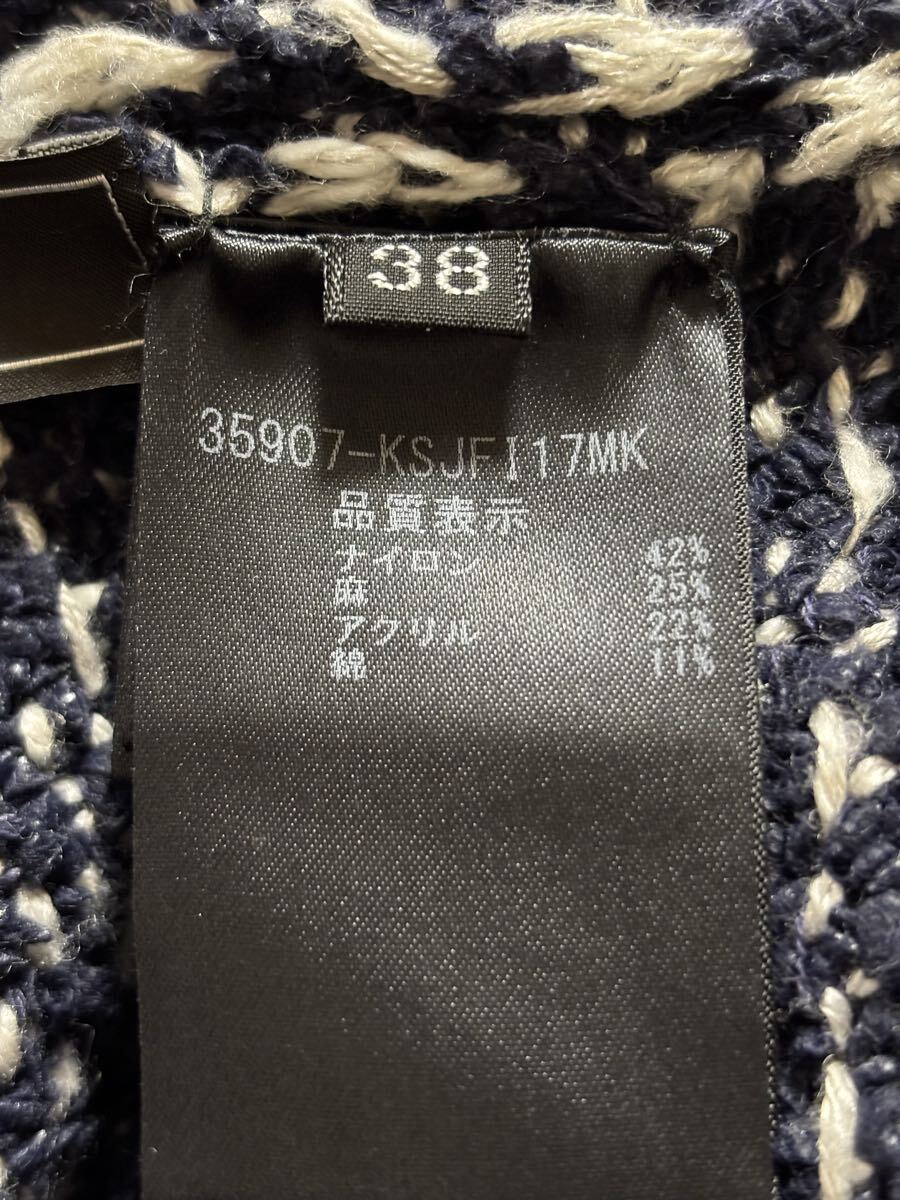 38
35907-KSJFI17MK
品質表示
ナイロン 42%
麻 25%
アクリル 22%
綿 11%